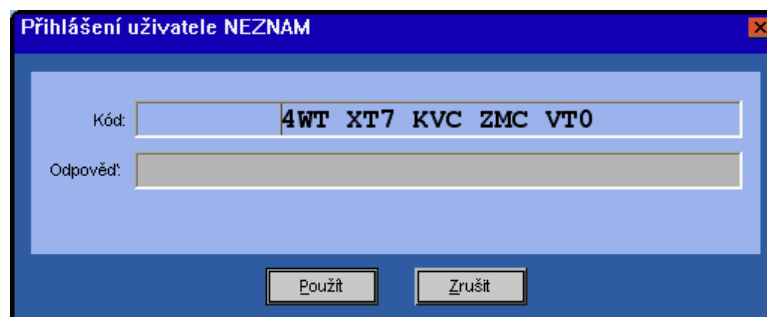 Přihlášení uživatele NEZNAM
Kód: 4WT XT7 KVC ZMC VT0
Odpověď:
Použít Zrušit